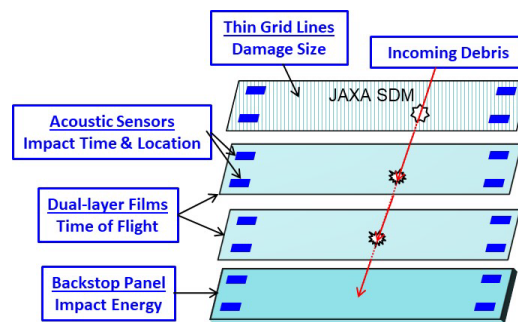 Thin Grid Lines
Damage Size
Incoming Debris
JAXA SDM
Acoustic Sensors
Impact Time & Location
Dual-layer Films
Time of Flight
Backstop Panel
Impact Energy